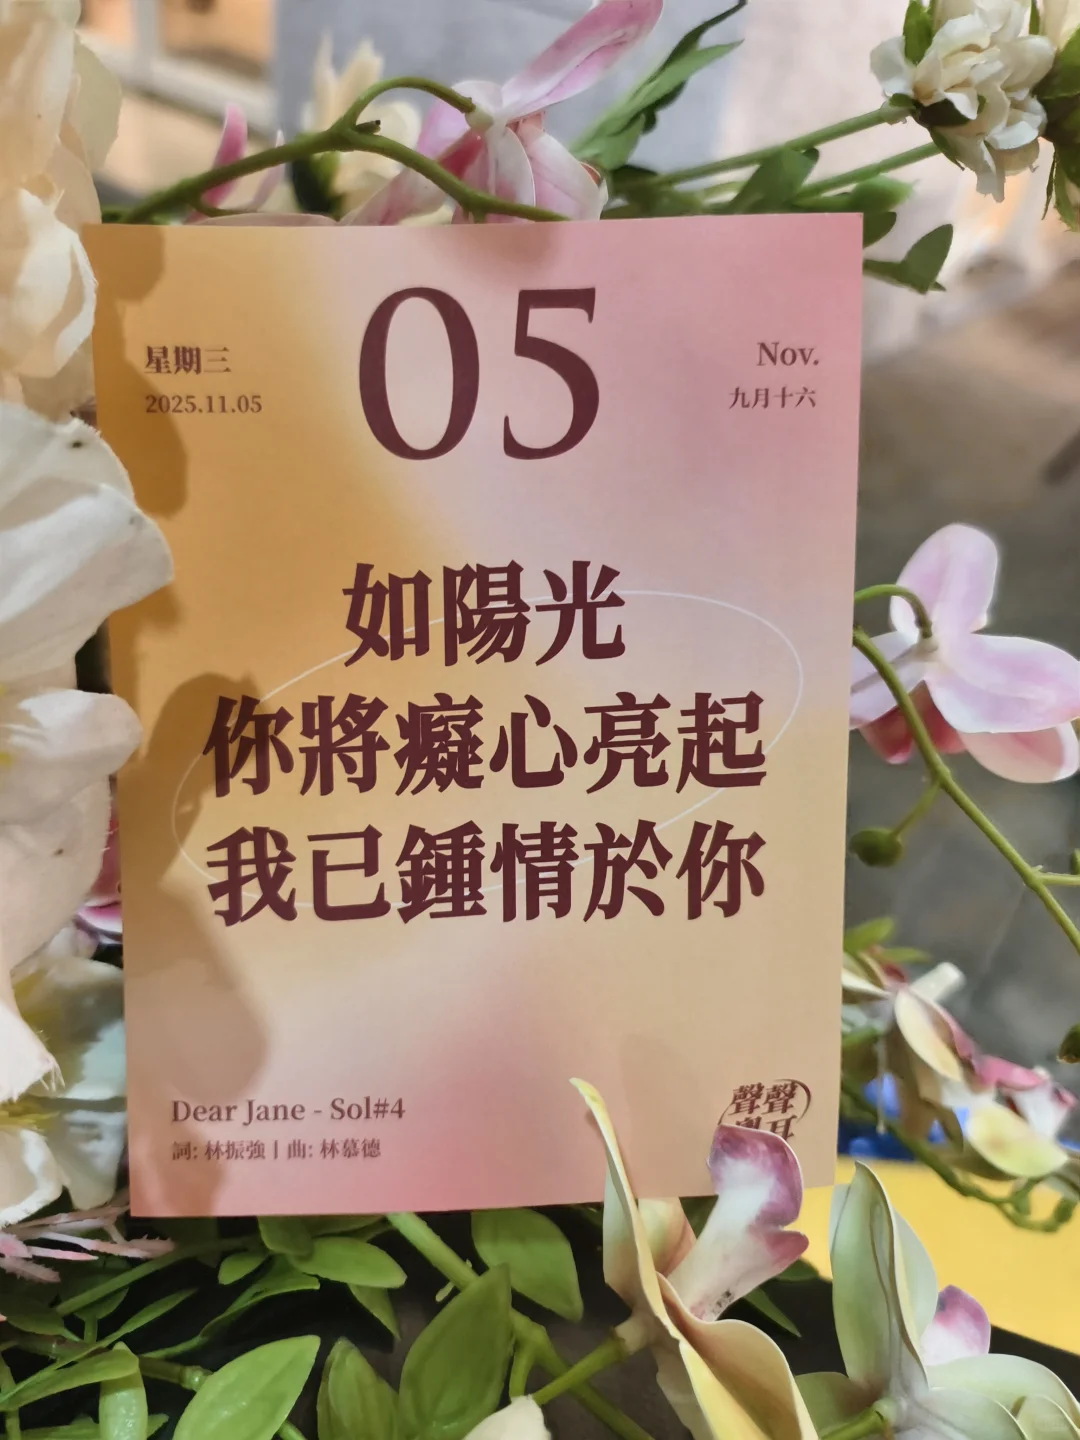 05
星期三
2025.11.05
Nov.
九月十六
如陽光
你將癡心亮起
我已鍾情於你
Dear Jane - Sol#4
詞: 林振強 | 曲: 林慕德
聲聲